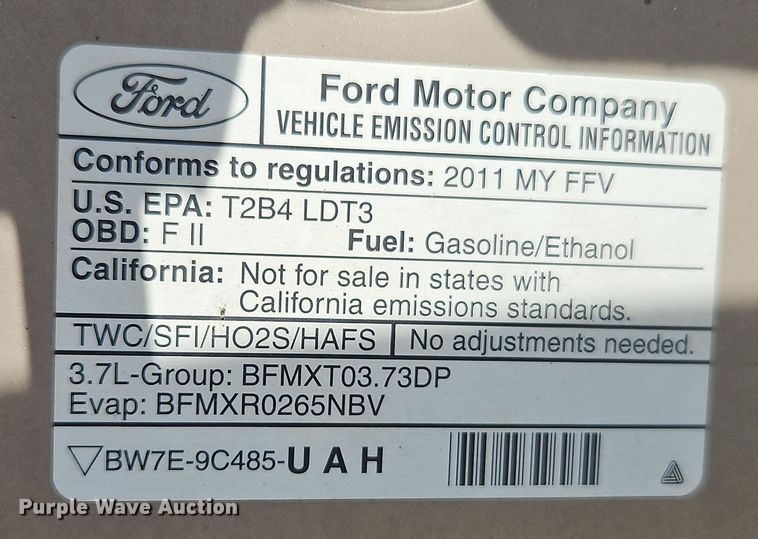 Ford
Ford Motor Company
VEHICLE EMISSION CONTROL INFORMATION
Conforms to regulations: 2011 MY FFV
U.S. EPA: T2B4 LDT3
OBD: F II Fuel: Gasoline/Ethanol
California: Not for sale in states with
California emissions standards.
TWC/SFI/HO2S/HAFS No adjustments needed.
3.7L-Group: BFMXT03.73DP
Evap: BFMXR0265NBV
BW7E-9C485-UAH
Purple Wave Auction